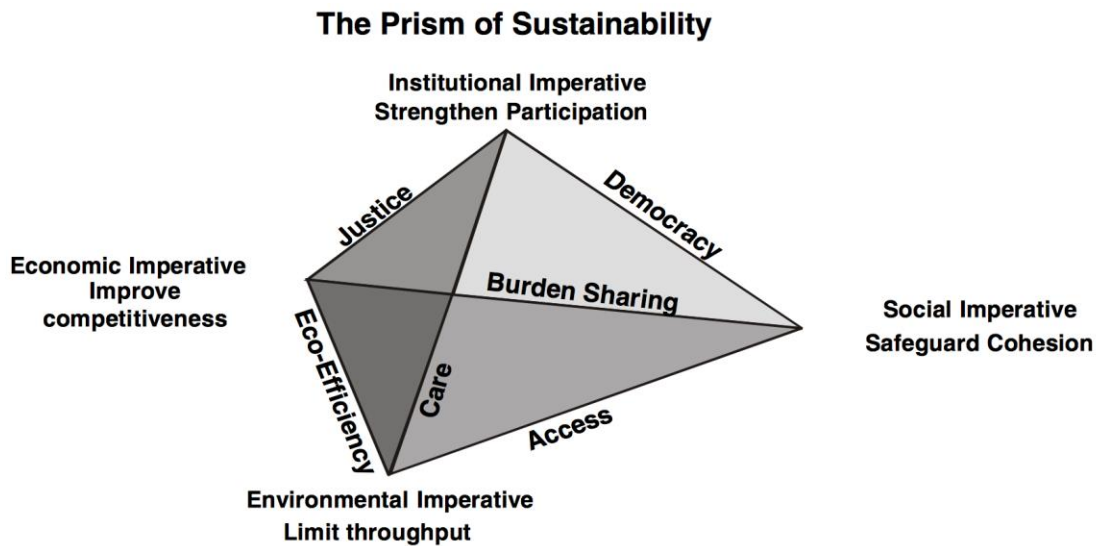 The Prism of Sustainability
Institutional Imperative
Strengthen Participation
Justice
Democracy
Economic Imperative
Improve
competitiveness
Burden Sharing
Social Imperative
Safeguard Cohesion
Eco-Efficiency
Care
Access
Environmental Imperative
Limit throughput